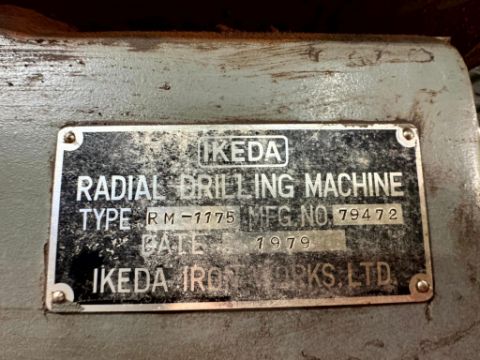 IKEDA
RADIAL DRILLING MACHINE
TYPE RM-1175 MFG.NO. 79472
DATE 1979
IKEDA IRON WORKS, LTD.